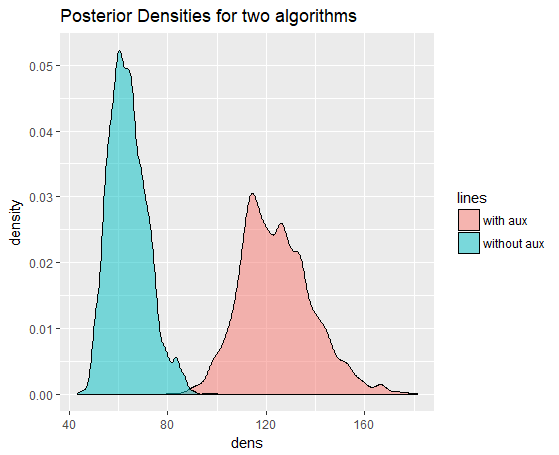 Posterior Densities for two algorithms
0.05
0.04
0.03
0.02
0.01
0.00
density
40
80
120
160
dens
lines
with aux
without aux